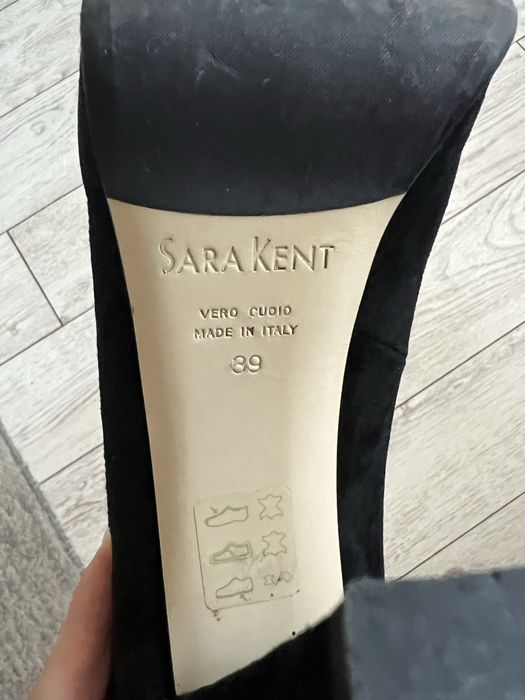 SARA KENT
VERO CUOIO
MADE IN ITALY
39